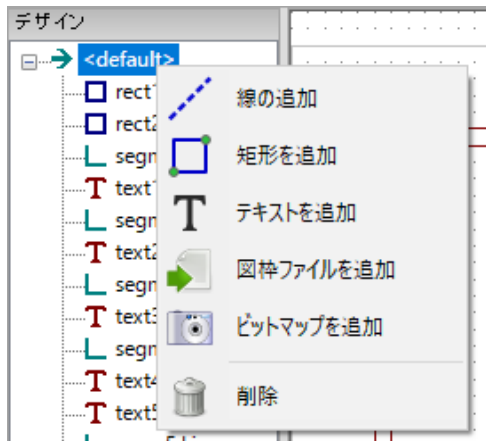 デザイン
<default>
rect1
rect2
segm
text1
segm
text2
segm
text3
segm
text4
text5
線の追加
矩形を追加
テキストを追加
図枠ファイルを追加
ビットマップを追加
削除